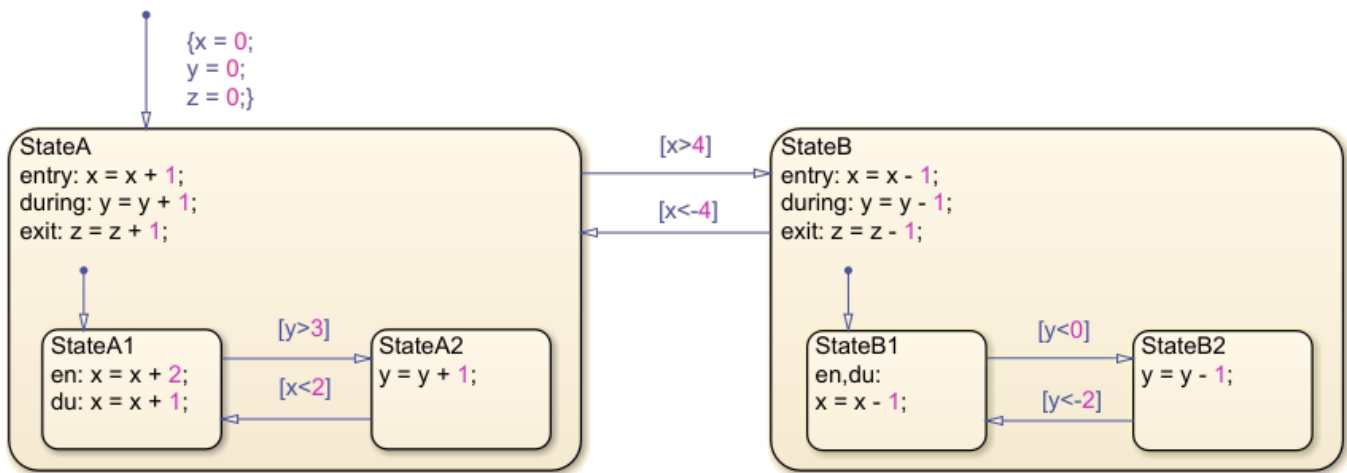 {x = 0;
y = 0;
z = 0;}
StateA
entry: x = x + 1;
during: y = y + 1;
exit: z = z + 1;
[x>4]
[x<-4]
StateB
entry: x = x - 1;
during: y = y - 1;
exit: z = z - 1;
StateA1
en: x = x + 2;
du: x = x + 1;
[y>3]
[x<2]
StateA2
y = y + 1;
StateB1
en,du:
x = x - 1;
[y<0]
[y<-2]
StateB2
y = y - 1;